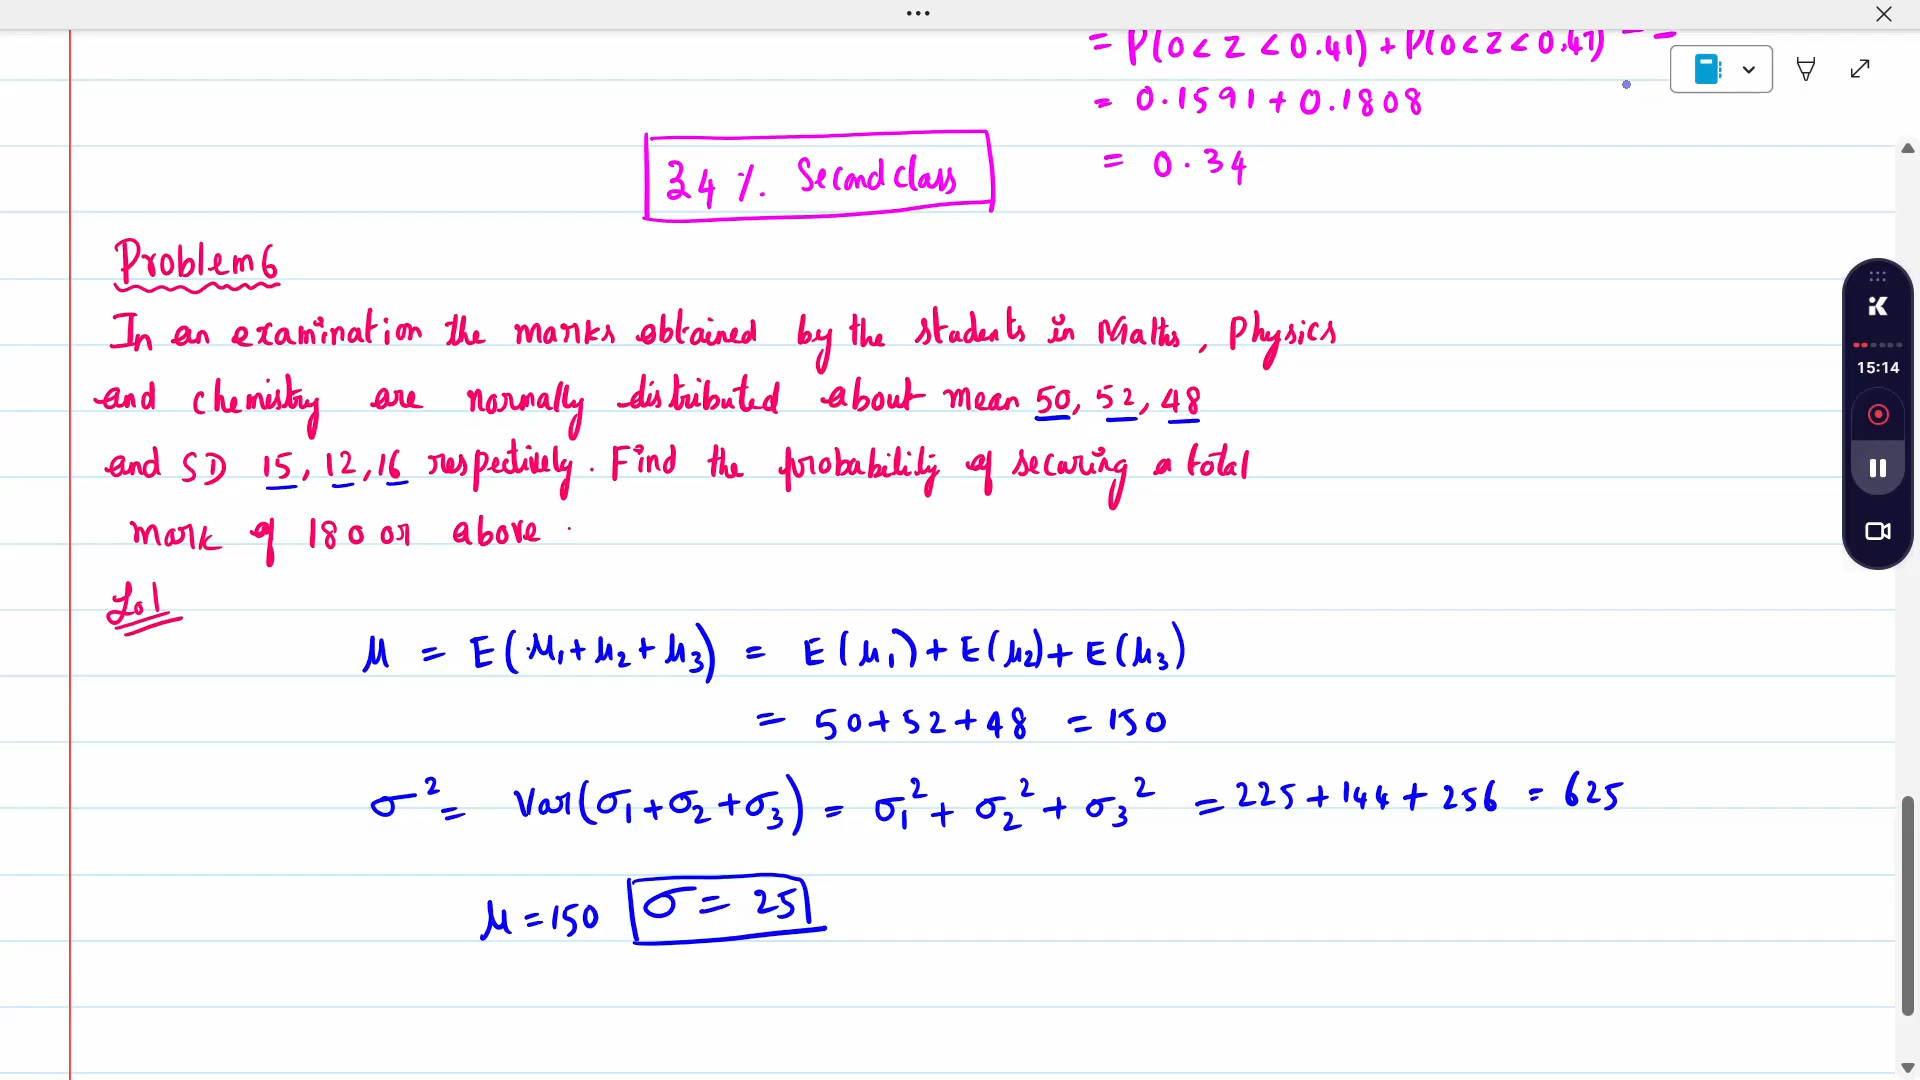 = P(0<Z<0.41)+P(0<Z<0.47)
= 0.1591+0.1808
= 0.34
34 %. Second class
Problem 6
In an examination the marks obtained by the students in Maths, Physics
and chemistry are normally distributed about mean 50, 52, 48
and SD 15, 12, 16 respectively. Find the probability of securing a total
mark of 180 or above.
Sol
μ = E(μ₁+μ₂+μ₃) = E(μ₁)+E(μ₂)+E(μ₃)
= 50+52+48 = 150
σ² = Var(σ₁+σ₂+σ₃) = σ₁²+σ₂²+σ₃² = 225+144+256 = 625
μ=150 σ = 25
15:14